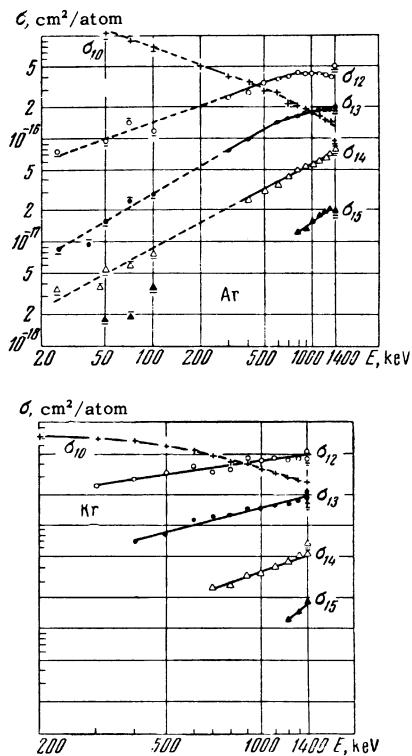 σ, cm²/atom
σ₁₀
5
σ₁₂
2
σ₁₃
10⁻¹⁶
5
σ₁₄
2
σ₁₅
10⁻¹⁷
5
Ar
2
10⁻¹⁸
20 50 100 200 500 1000 1400 E, keV
σ, cm²/atom
σ₁₀
σ₁₂
Kr
σ₁₃
σ₁₄
σ₁₅
200 500 1000 1400 E, keV